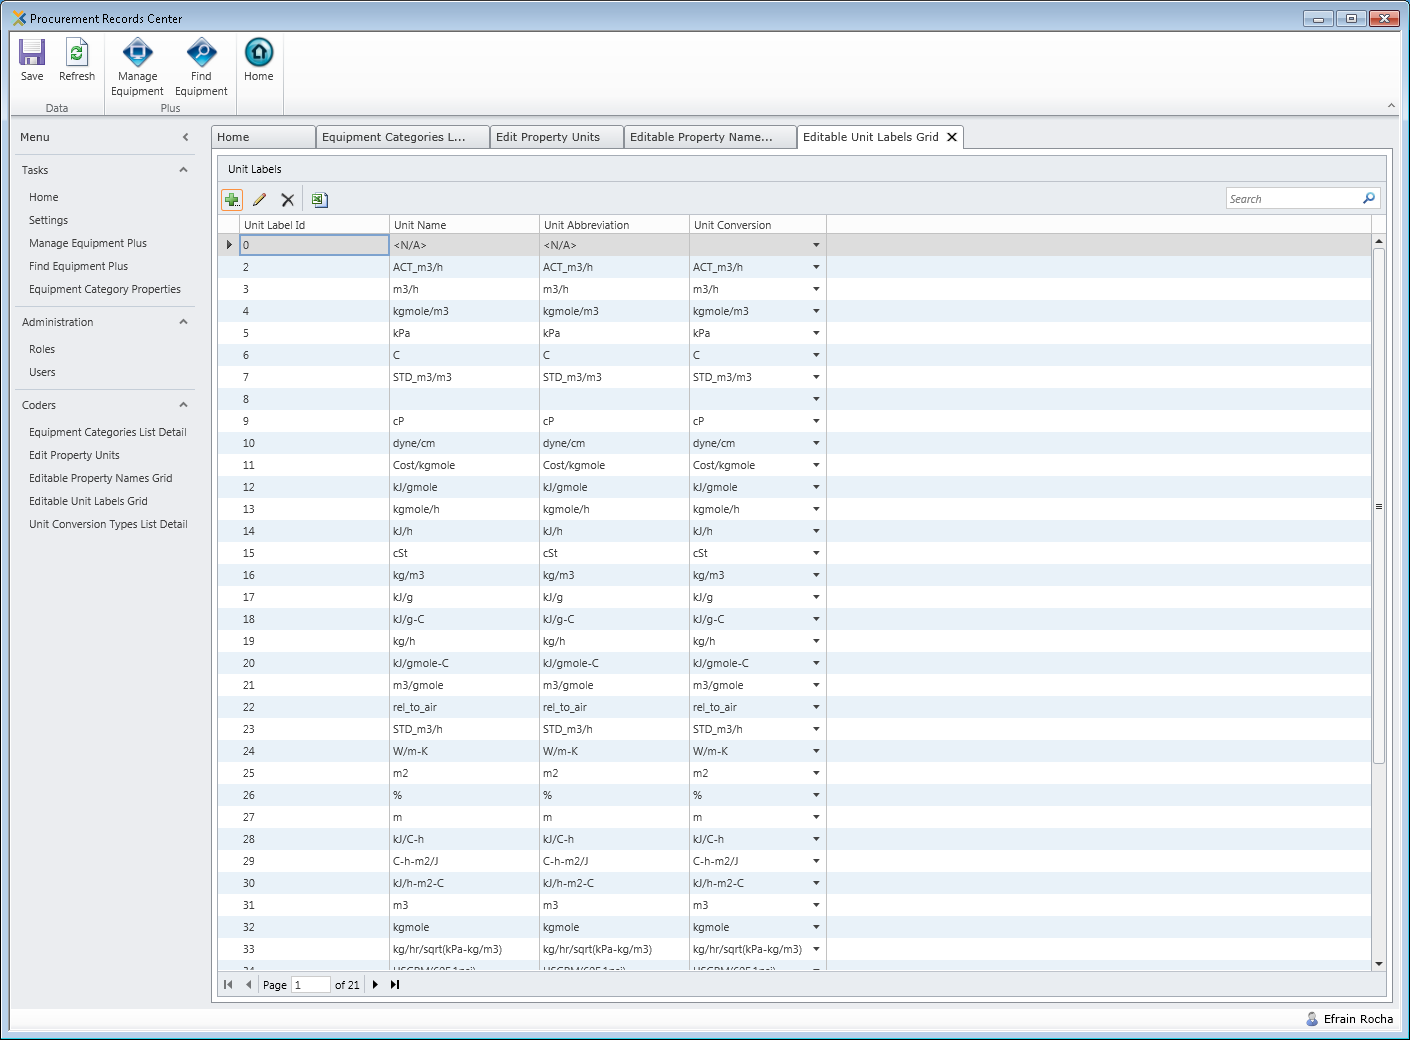 Procurement Records Center
Save
Refresh
Manage
Equipment
Find
Equipment
Home
Data
Plus
Menu
Tasks
Home
Settings
Manage Equipment Plus
Find Equipment Plus
Equipment Category Properties
Administration
Roles
Users
Coders
Equipment Categories List Detail
Edit Property Units
Editable Property Names Grid
Editable Unit Labels Grid
Unit Conversion Types List Detail
Home
Equipment Categories L...
Edit Property Units
Editable Property Name...
Editable Unit Labels Grid
Unit Labels
Search
Unit Label Id Unit Name Unit Abbreviation Unit Conversion
0 <N/A> <N/A>
2 ACT_m3/h ACT_m3/h ACT_m3/h
3 m3/h m3/h m3/h
4 kgmole/m3 kgmole/m3 kgmole/m3
5 kPa kPa kPa
6 C C C
7 STD_m3/m3 STD_m3/m3 STD_m3/m3
8
9 cP cP cP
10 dyne/cm dyne/cm dyne/cm
11 Cost/kgmole Cost/kgmole Cost/kgmole
12 kJ/gmole kJ/gmole kJ/gmole
13 kgmole/h kgmole/h kgmole/h
14 kJ/h kJ/h kJ/h
15 cSt cSt cSt
16 kg/m3 kg/m3 kg/m3
17 kJ/g kJ/g kJ/g
18 kJ/g-C kJ/g-C kJ/g-C
19 kg/h kg/h kg/h
20 kJ/gmole-C kJ/gmole-C kJ/gmole-C
21 m3/gmole m3/gmole m3/gmole
22 rel_to_air rel_to_air rel_to_air
23 STD_m3/h STD_m3/h STD_m3/h
24 W/m-K W/m-K W/m-K
25 m2 m2 m2
26 % % %
27 m m m
28 kJ/C-h kJ/C-h kJ/C-h
29 C-h-m2/J C-h-m2/J C-h-m2/J
30 kJ/h-m2-C kJ/h-m2-C kJ/h-m2-C
31 m3 m3 m3
32 kgmole kgmole kgmole
33 kg/hr/sqrt(kPa-kg/m3) kg/hr/sqrt(kPa-kg/m3) kg/hr/sqrt(kPa-kg/m3)
Page 1 of 21
Efrain Rocha